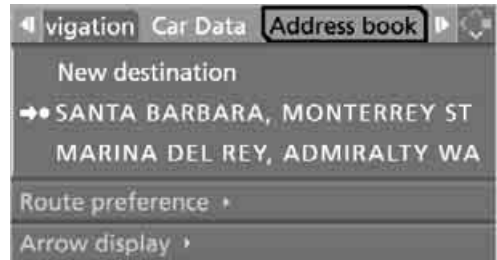 vigation Car Data Address book
New destination
SANTA BARBARA, MONTERREY ST
MARINA DEL REY, ADMIRALTY WA
Route preference
Arrow display